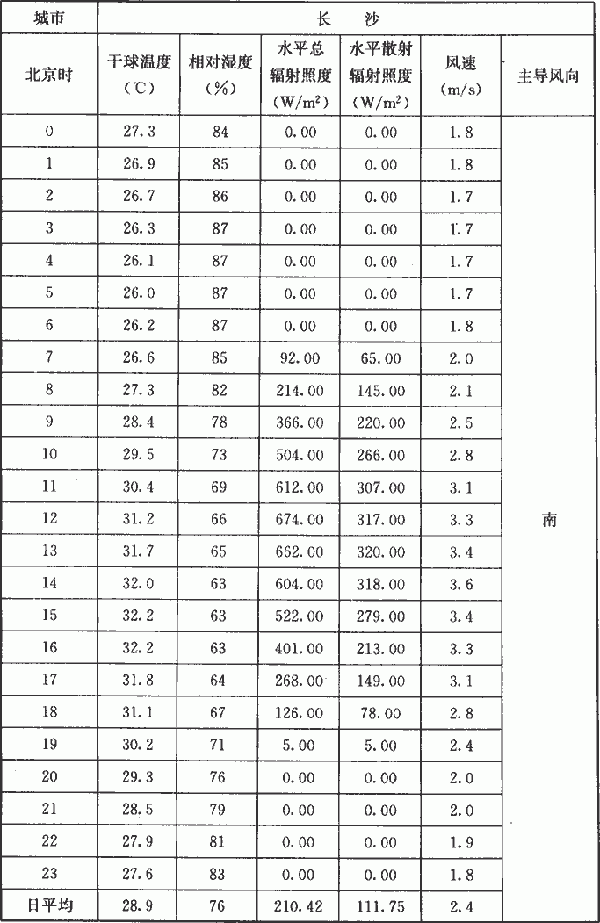 城市 长 沙
北京时 干球温度(℃) 相对湿度(%) 水平总辐射照度(W/m²) 水平散射辐射照度(W/m²) 风速(m/s) 主导风向
0 27.3 84 0.00 0.00 1.8
1 26.9 85 0.00 0.00 1.8
2 26.7 86 0.00 0.00 1.7
3 26.3 87 0.00 0.00 1.7
4 26.1 87 0.00 0.00 1.7
5 26.0 87 0.00 0.00 1.7
6 26.2 87 0.00 0.00 1.8
7 26.6 85 92.00 65.00 2.0
8 27.3 82 214.00 145.00 2.1
9 28.4 78 366.00 220.00 2.5
10 29.5 73 504.00 266.00 2.8
11 30.4 69 612.00 307.00 3.1
12 31.2 66 674.00 317.00 3.3 南
13 31.7 65 662.00 320.00 3.4
14 32.0 63 604.00 318.00 3.6
15 32.2 63 522.00 279.00 3.4
16 32.2 63 401.00 213.00 3.3
17 31.8 64 268.00 149.00 3.1
18 31.1 67 126.00 78.00 2.8
19 30.2 71 5.00 5.00 2.4
20 29.3 76 0.00 0.00 2.0
21 28.5 79 0.00 0.00 2.0
22 27.9 81 0.00 0.00 1.9
23 27.6 83 0.00 0.00 1.8
日平均 28.9 76 210.42 111.75 2.4